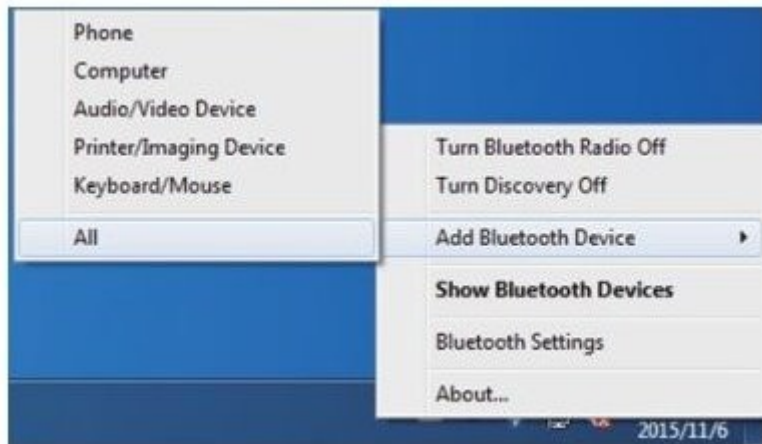 Phone
Computer
Audio/Video Device
Printer/Imaging Device
Keyboard/Mouse
All
Turn Bluetooth Radio Off
Turn Discovery Off
Add Bluetooth Device
Show Bluetooth Devices
Bluetooth Settings
About...
2015/11/6